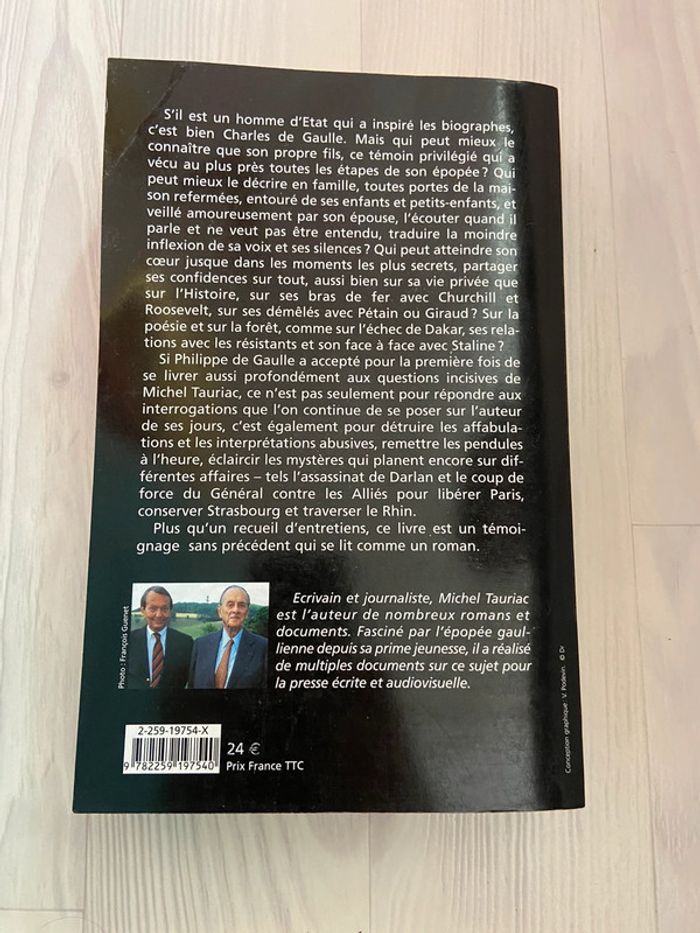 S'il est un homme d'Etat qui a inspiré les biographes,
c'est bien Charles de Gaulle. Mais qui peut mieux le
connaître que son propre fils, ce témoin privilégié qui a
vécu au plus près toutes les étapes de son épopée ? Qui
peut mieux le décrire en famille, toutes portes de la mai-
son refermées, entouré de ses enfants et petits-enfants, et
veillé amoureusement par son épouse, l'écouter quand il
parle et ne veut pas être entendu, traduire la moindre
inflexion de sa voix et ses silences ? Qui peut atteindre son
cœur jusque dans les moments les plus secrets, partager
ses confidences sur tout, aussi bien sur sa vie privée que
sur l'Histoire, sur ses bras de fer avec Churchill et
Roosevelt, sur ses démêlés avec Pétain ou Giraud ? Sur la
poésie et sur la forêt, comme sur l'échec de Dakar, ses rela-
tions avec les résistants et son face à face avec Staline ?
Si Philippe de Gaulle a accepté pour la première fois de
se livrer aussi profondément aux questions incisives de
Michel Tauriac, ce n'est pas seulement pour répondre aux
interrogations que l'on continue de se poser sur l'auteur
de ses jours, c'est également pour détruire les affabula-
tions et les interprétations abusives, remettre les pendules
à l'heure, éclaircir les mystères qui planent encore sur dif-
férentes affaires – tels l'assassinat de Darlan et le coup de
force du Général contre les Alliés pour libérer Paris,
conserver Strasbourg et traverser le Rhin.
Plus qu'un recueil d'entretiens, ce livre est un témoi-
gnage sans précédent qui se lit comme un roman.
Photo : François Guenet
Ecrivain et journaliste, Michel Tauriac
est l'auteur de nombreux romans et
documents. Fasciné par l'épopée gaul-
lienne depuis sa prime jeunesse, il a réalisé
de multiples documents sur ce sujet pour
la presse écrite et audiovisuelle.
2-259-19754-X
9 782259 197540
24 €
Prix France TTC
Conception graphique : V. Podevin. © Dr